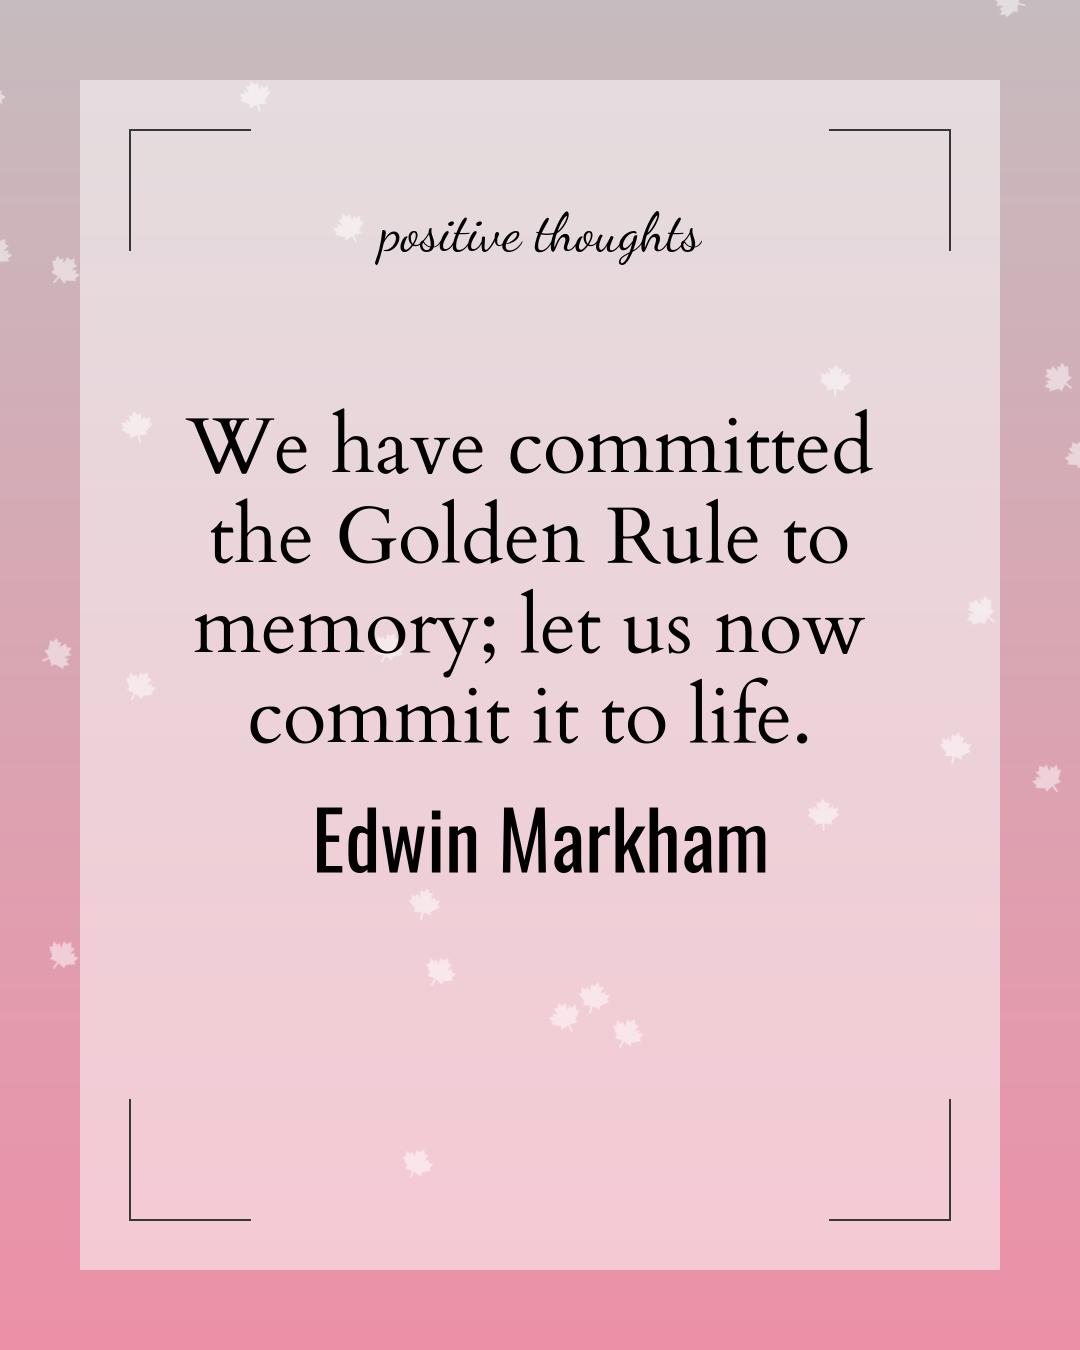 positive thoughts
We have committed
the Golden Rule to
memory; let us now
commit it to life.
Edwin Markham